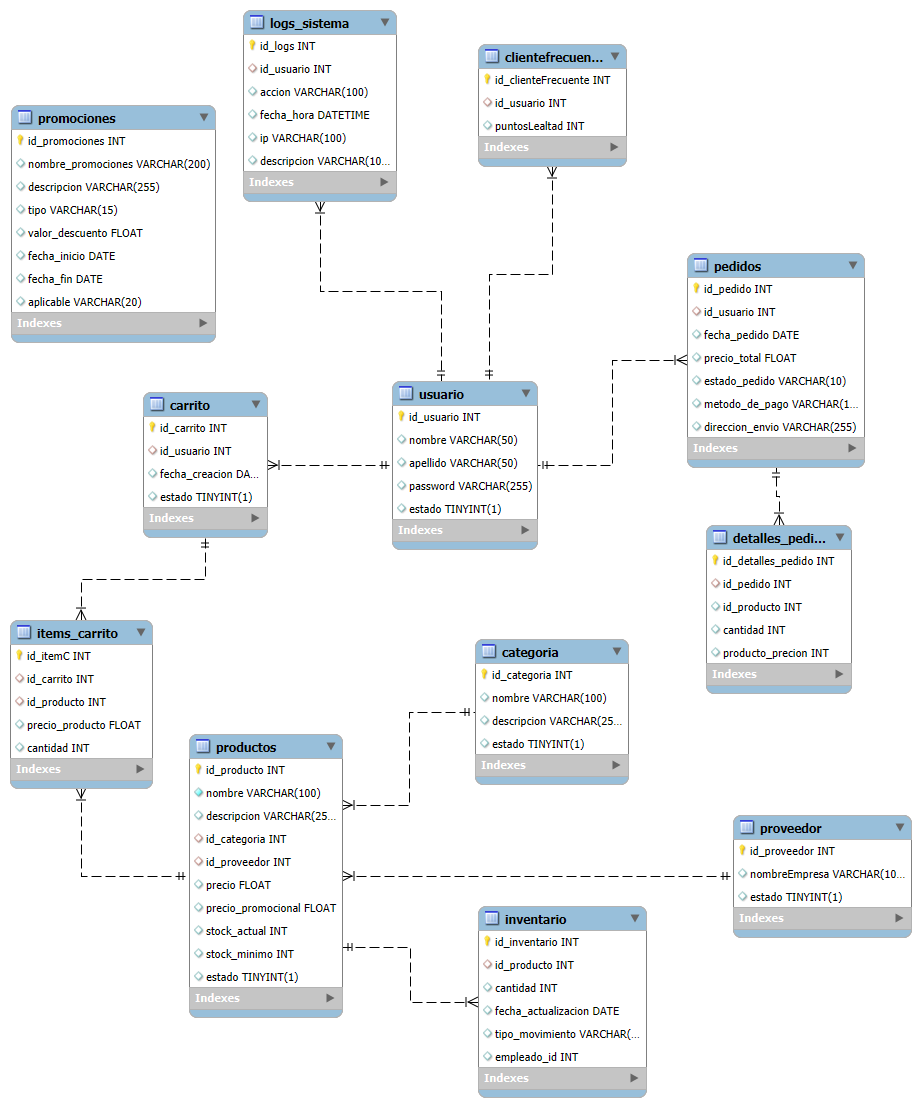 logs_sistema
id_logs INT
id_usuario INT
accion VARCHAR(100)
fecha_hora DATETIME
ip VARCHAR(100)
descripcion VARCHAR(10...
Indexes
clientefrecuen...
id_clienteFrecuente INT
id_usuario INT
puntosLealtad INT
Indexes
promociones
id_promociones INT
nombre_promociones VARCHAR(200)
descripcion VARCHAR(255)
tipo VARCHAR(15)
valor_descuento FLOAT
fecha_inicio DATE
fecha_fin DATE
aplicable VARCHAR(20)
Indexes
pedidos
id_pedido INT
id_usuario INT
fecha_pedido DATE
precio_total FLOAT
estado_pedido VARCHAR(10)
metodo_de_pago VARCHAR(1...
direccion_envio VARCHAR(255)
Indexes
carrito
id_carrito INT
id_usuario INT
fecha_creacion DA...
estado TINYINT(1)
Indexes
usuario
id_usuario INT
nombre VARCHAR(50)
apellido VARCHAR(50)
password VARCHAR(255)
estado TINYINT(1)
Indexes
detalles_pedi...
id_detalles_pedido INT
id_pedido INT
id_producto INT
cantidad INT
producto_precion INT
Indexes
items_carrito
id_itemC INT
id_carrito INT
id_producto INT
precio_producto FLOAT
cantidad INT
Indexes
categoria
id_categoria INT
nombre VARCHAR(100)
descripcion VARCHAR(25...
estado TINYINT(1)
Indexes
productos
id_producto INT
nombre VARCHAR(100)
descripcion VARCHAR(25...
id_categoria INT
id_proveedor INT
precio FLOAT
precio_promocional FLOAT
stock_actual INT
stock_minimo INT
estado TINYINT(1)
Indexes
proveedor
id_proveedor INT
nombreEmpresa VARCHAR(10...
estado TINYINT(1)
Indexes
inventario
id_inventario INT
id_producto INT
cantidad INT
fecha_actualizacion DATE
tipo_movimiento VARCHAR(...
empleado_id INT
Indexes